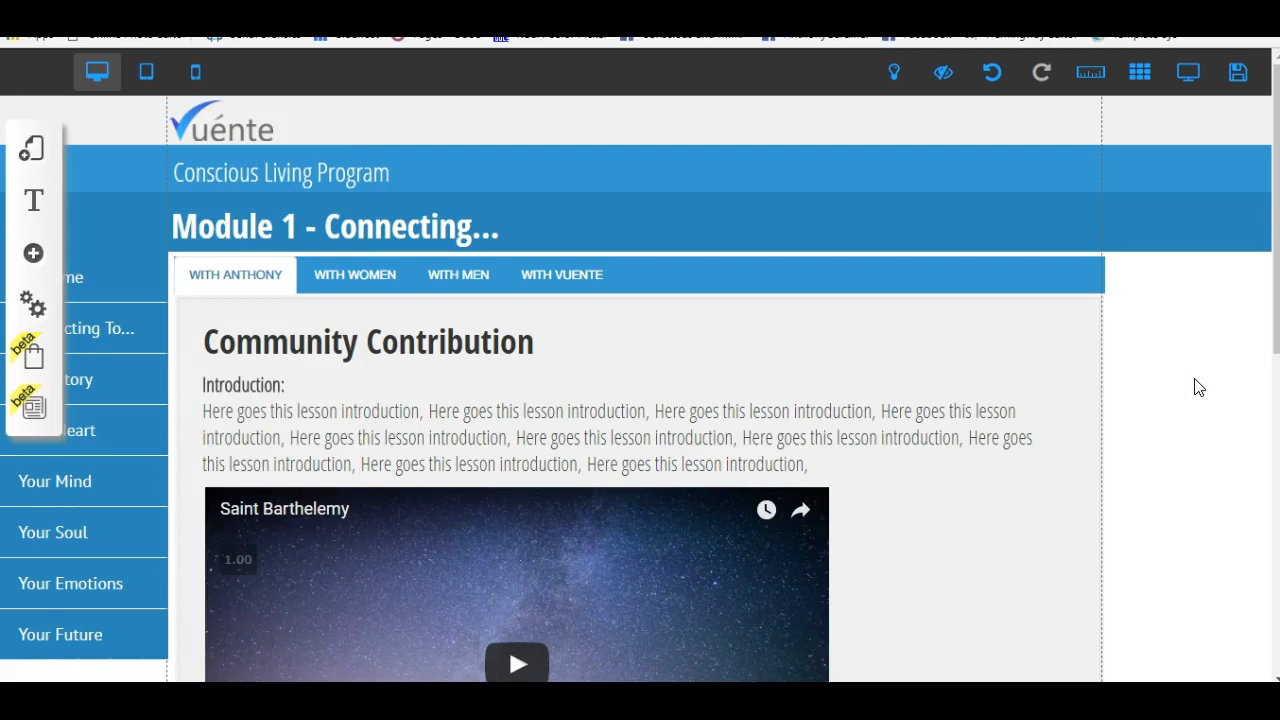 Vuénte
Conscious Living Program
Module 1 - Connecting...
WITH ANTHONY WITH WOMEN WITH MEN WITH VUENTE
Community Contribution
Introduction:
Here goes this lesson introduction, Here goes this lesson introduction, Here goes this lesson introduction, Here goes this lesson
introduction, Here goes this lesson introduction, Here goes this lesson introduction, Here goes this lesson introduction, Here goes
this lesson introduction, Here goes this lesson introduction, Here goes this lesson introduction,
Saint Barthelemy
1.00
T
beta
beta
me
cting To...
tory
eart
Your Mind
Your Soul
Your Emotions
Your Future